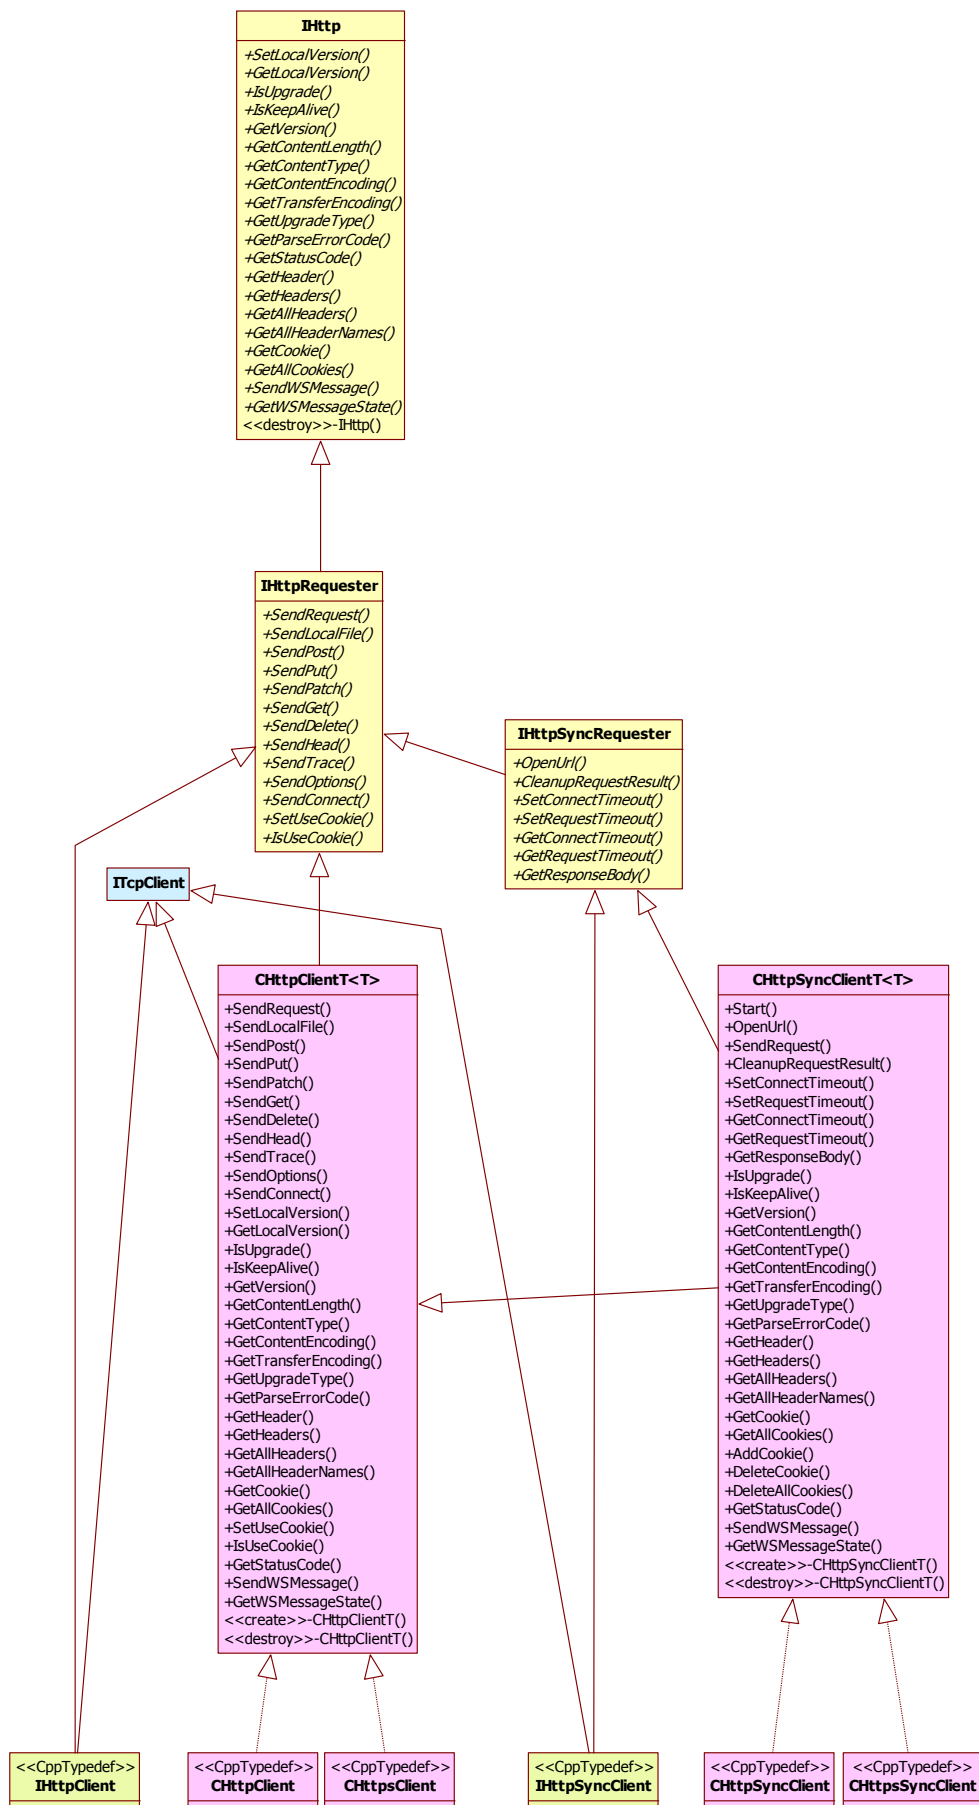 IHttp
+SetLocalVersion()
+GetLocalVersion()
+IsUpgrade()
+IsKeepAlive()
+GetVersion()
+GetContentLength()
+GetContentType()
+GetContentEncoding()
+GetTransferEncoding()
+GetUpgradeType()
+GetParseErrorCode()
+GetStatusCode()
+GetHeader()
+GetHeaders()
+GetAllHeaders()
+GetAllHeaderNames()
+GetCookie()
+GetAllCookies()
+SendWSMessage()
+GetWSMessageState()
<<destroy>>-IHttp()
IHttpRequester
+SendRequest()
+SendLocalFile()
+SendPost()
+SendPut()
+SendPatch()
+SendGet()
+SendDelete()
+SendHead()
+SendTrace()
+SendOptions()
+SendConnect()
+SetUseCookie()
+IsUseCookie()
IHttpSyncRequester
+OpenUrl()
+CleanupRequestResult()
+SetConnectTimeout()
+SetRequestTimeout()
+GetConnectTimeout()
+GetRequestTimeout()
+GetResponseBody()
ITcpClient
CHttpClientT<T>
+SendRequest()
+SendLocalFile()
+SendPost()
+SendPut()
+SendPatch()
+SendGet()
+SendDelete()
+SendHead()
+SendTrace()
+SendOptions()
+SendConnect()
+SetLocalVersion()
+GetLocalVersion()
+IsUpgrade()
+IsKeepAlive()
+GetVersion()
+GetContentLength()
+GetContentType()
+GetContentEncoding()
+GetTransferEncoding()
+GetUpgradeType()
+GetParseErrorCode()
+GetHeader()
+GetHeaders()
+GetAllHeaders()
+GetAllHeaderNames()
+GetCookie()
+GetAllCookies()
+SetUseCookie()
+IsUseCookie()
+GetStatusCode()
+SendWSMessage()
+GetWSMessageState()
<<create>>-CHttpClientT()
<<destroy>>-CHttpClientT()
CHttpSyncClientT<T>
+Start()
+OpenUrl()
+SendRequest()
+CleanupRequestResult()
+SetConnectTimeout()
+SetRequestTimeout()
+GetConnectTimeout()
+GetRequestTimeout()
+GetResponseBody()
+IsUpgrade()
+IsKeepAlive()
+GetVersion()
+GetContentLength()
+GetContentType()
+GetContentEncoding()
+GetTransferEncoding()
+GetUpgradeType()
+GetParseErrorCode()
+GetHeader()
+GetHeaders()
+GetAllHeaders()
+GetAllHeaderNames()
+GetCookie()
+GetAllCookies()
+AddCookie()
+DeleteCookie()
+DeleteAllCookies()
+GetStatusCode()
+SendWSMessage()
+GetWSMessageState()
<<create>>-CHttpSyncClientT()
<<destroy>>-CHttpSyncClientT()
<<CppTypedef>>
IHttpClient
<<CppTypedef>>
CHttpClient
<<CppTypedef>>
CHttpsClient
<<CppTypedef>>
IHttpSyncClient
<<CppTypedef>>
CHttpSyncClient
<<CppTypedef>>
CHttpsSyncClient